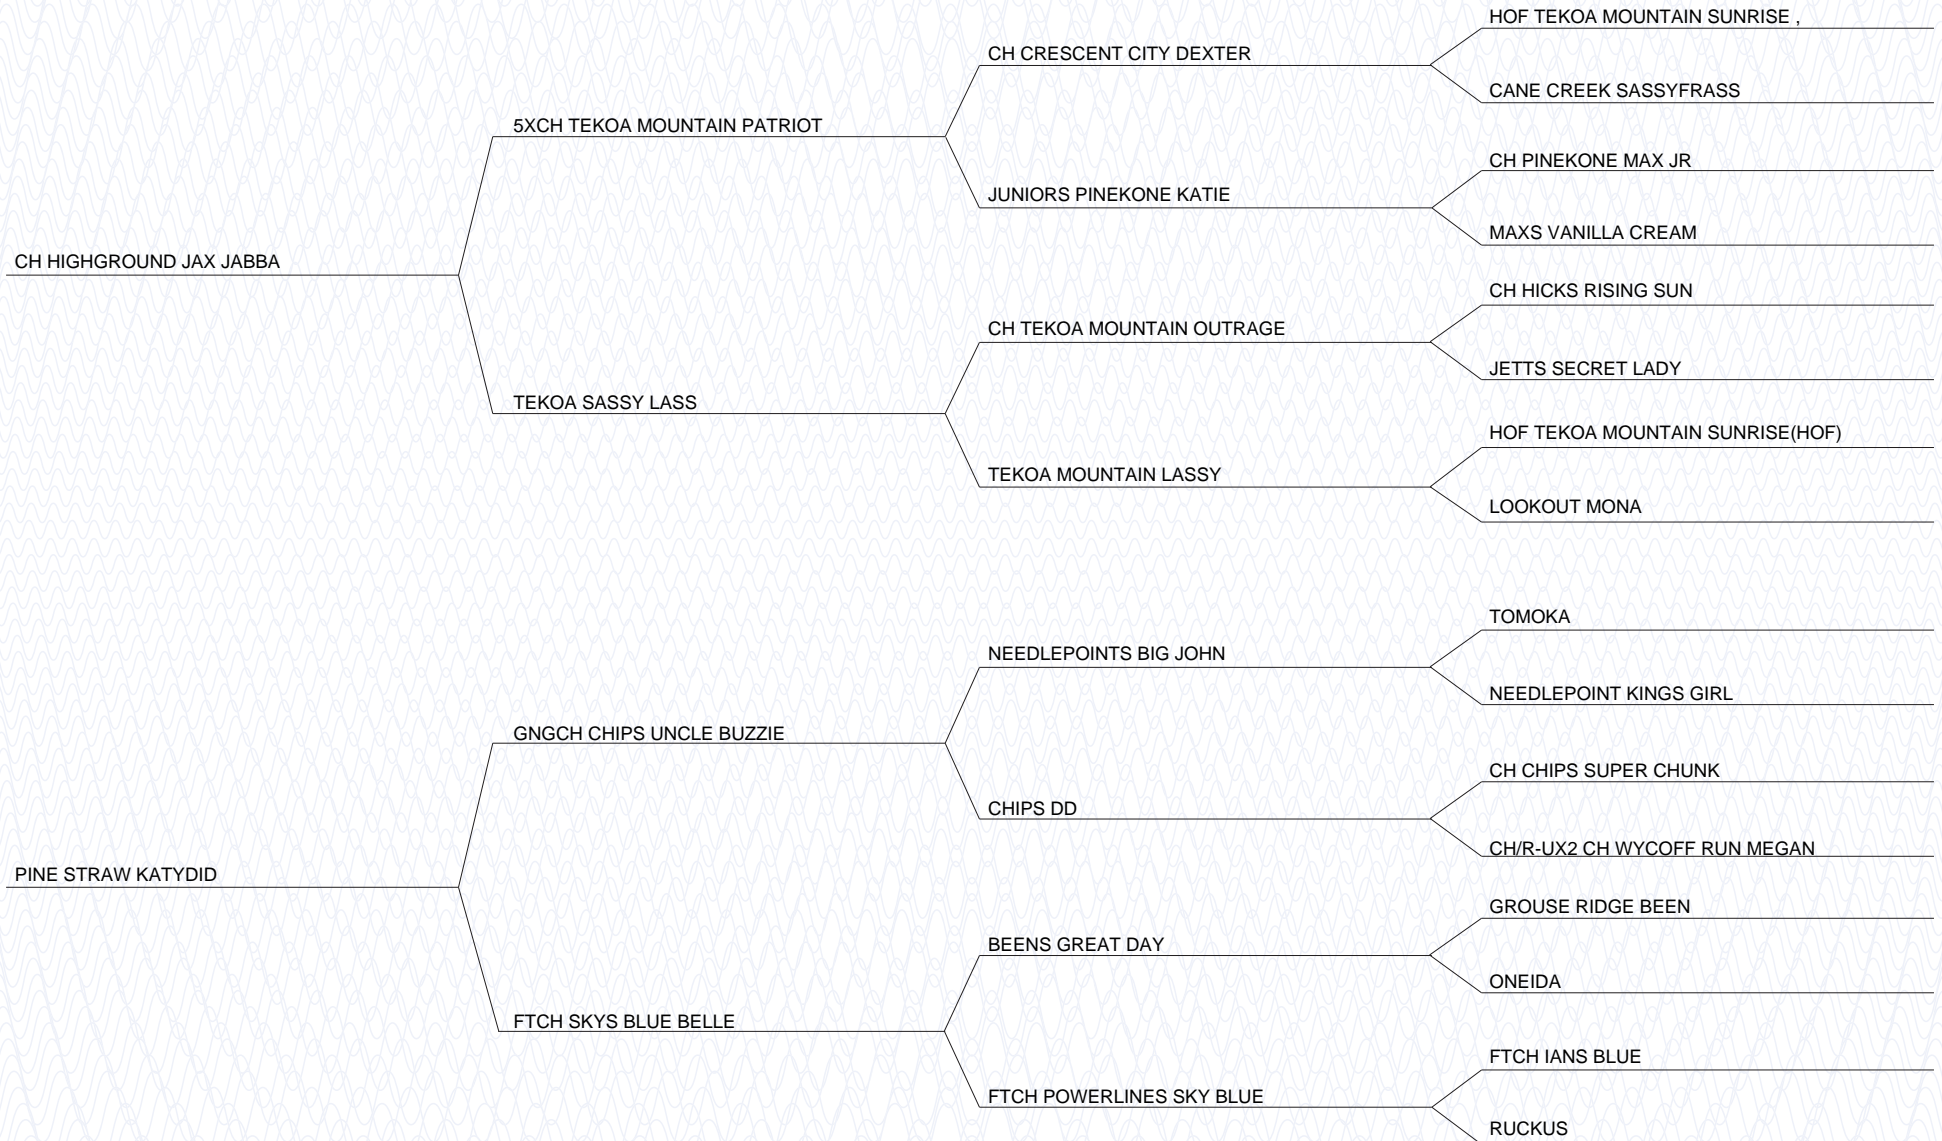 HOF TEKOA MOUNTAIN SUNRISE ,
CH CRESCENT CITY DEXTER
CANE CREEK SASSYFRASS
5XCH TEKOA MOUNTAIN PATRIOT
CH PINEKONE MAX JR
JUNIORS PINEKONE KATIE
MAXS VANILLA CREAM
CH HIGHGROUND JAX JABBA
CH HICKS RISING SUN
CH TEKOA MOUNTAIN OUTRAGE
JETTS SECRET LADY
TEKOA SASSY LASS
HOF TEKOA MOUNTAIN SUNRISE(HOF)
TEKOA MOUNTAIN LASSY
LOOKOUT MONA
TOMOKA
NEEDLEPOINTS BIG JOHN
NEEDLEPOINT KINGS GIRL
GNGCH CHIPS UNCLE BUZZIE
CH CHIPS SUPER CHUNK
CHIPS DD
CH/R-UX2 CH WYCOFF RUN MEGAN
PINE STRAW KATYDID
GROUSE RIDGE BEEN
BEENS GREAT DAY
ONEIDA
FTCH SKYS BLUE BELLE
FTCH IANS BLUE
FTCH POWERLINES SKY BLUE
RUCKUS